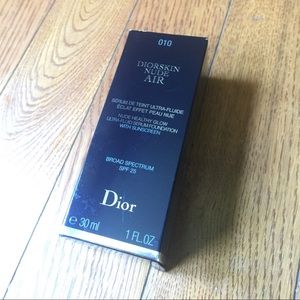 010
DIORSKIN
NUDE
AIR
SÉRUM DE TEINT ULTRA-FLUIDE
ÉCLAT EFFET PEAU NUE
NUDE HEALTHY GLOW
ULTRA-FLUID SERUM FOUNDATION
WITH SUNSCREEN
BROAD SPECTRUM
SPF 25
Dior
℮ 30 ml 1 FL.OZ